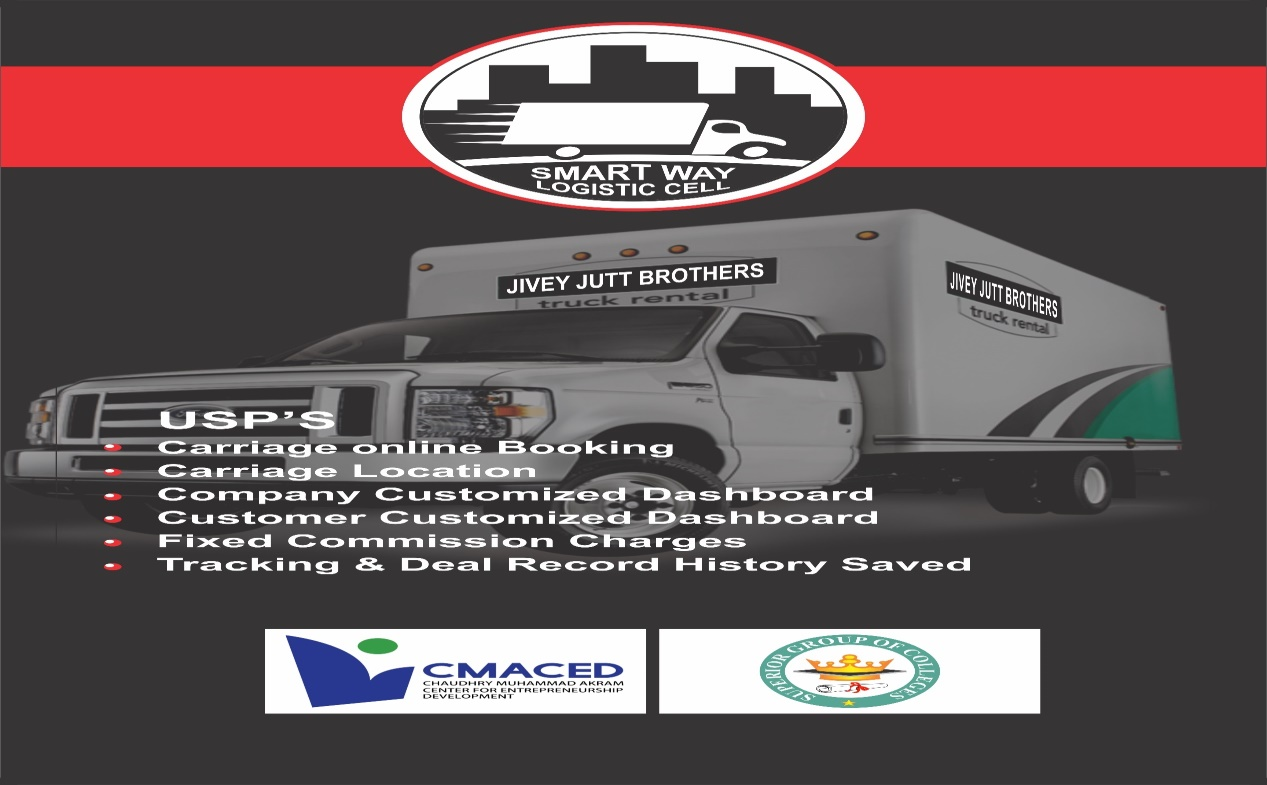 SMART WAY
LOGISTIC CELL
JIVEY JUTT BROTHERS
truck rental
JIVEY JUTT BROTHERS
truck rental
USP'S
Carriage online Booking
Carriage Location
Company Customized Dashboard
Customer Customized Dashboard
Fixed Commission Charges
Tracking & Deal Record History Saved
CMACED
CHAUDHRY MUHAMMAD AKRAM
CENTER FOR ENTREPRENEURSHIP
DEVELOPMENT
SUPERIOR GROUP OF COLLEGES